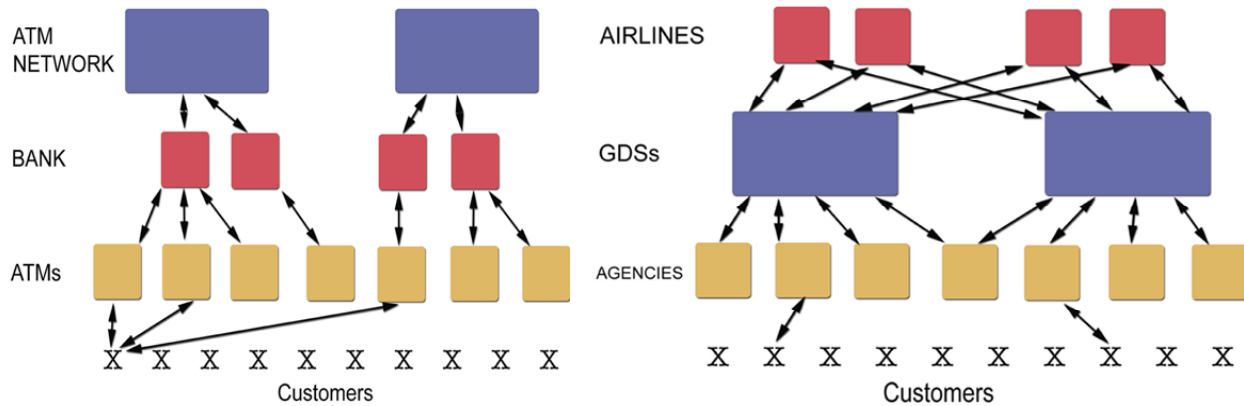 ATM
NETWORK
BANK
ATMs
X X X X X X X X X X
Customers
AIRLINES
GDSs
AGENCIES
X X X X X X X X X X
Customers